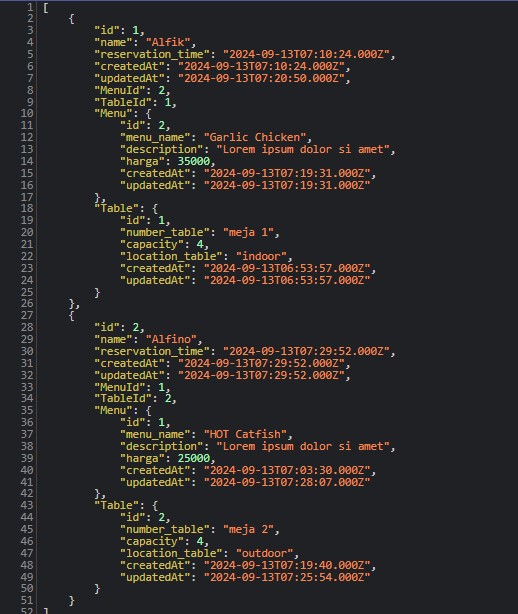 1 [
2     {
3         "id": 1,
4         "name": "Alfik",
5         "reservation_time": "2024-09-13T07:10:24.000Z",
6         "createdAt": "2024-09-13T07:10:24.000Z",
7         "updatedAt": "2024-09-13T07:20:50.000Z",
8         "MenuId": 2,
9         "TableId": 1,
10         "Menu": {
11             "id": 2,
12             "menu_name": "Garlic Chicken",
13             "description": "Lorem ipsum dolor si amet",
14             "harga": 35000,
15             "createdAt": "2024-09-13T07:19:31.000Z",
16             "updatedAt": "2024-09-13T07:19:31.000Z"
17         },
18         "Table": {
19             "id": 1,
20             "number_table": "meja 1",
21             "capacity": 4,
22             "location_table": "indoor",
23             "createdAt": "2024-09-13T06:53:57.000Z",
24             "updatedAt": "2024-09-13T06:53:57.000Z"
25         }
26     },
27     {
28         "id": 2,
29         "name": "Alfino",
30         "reservation_time": "2024-09-13T07:29:52.000Z",
31         "createdAt": "2024-09-13T07:29:52.000Z",
32         "updatedAt": "2024-09-13T07:29:52.000Z",
33         "MenuId": 1,
34         "TableId": 2,
35         "Menu": {
36             "id": 1,
37             "menu_name": "HOT Catfish",
38             "description": "Lorem ipsum dolor si amet",
39             "harga": 25000,
40             "createdAt": "2024-09-13T07:03:30.000Z",
41             "updatedAt": "2024-09-13T07:28:07.000Z"
42         },
43         "Table": {
44             "id": 2,
45             "number_table": "meja 2",
46             "capacity": 4,
47             "location_table": "outdoor",
48             "createdAt": "2024-09-13T07:19:40.000Z",
49             "updatedAt": "2024-09-13T07:25:54.000Z"
50         }
51     }
52 ]